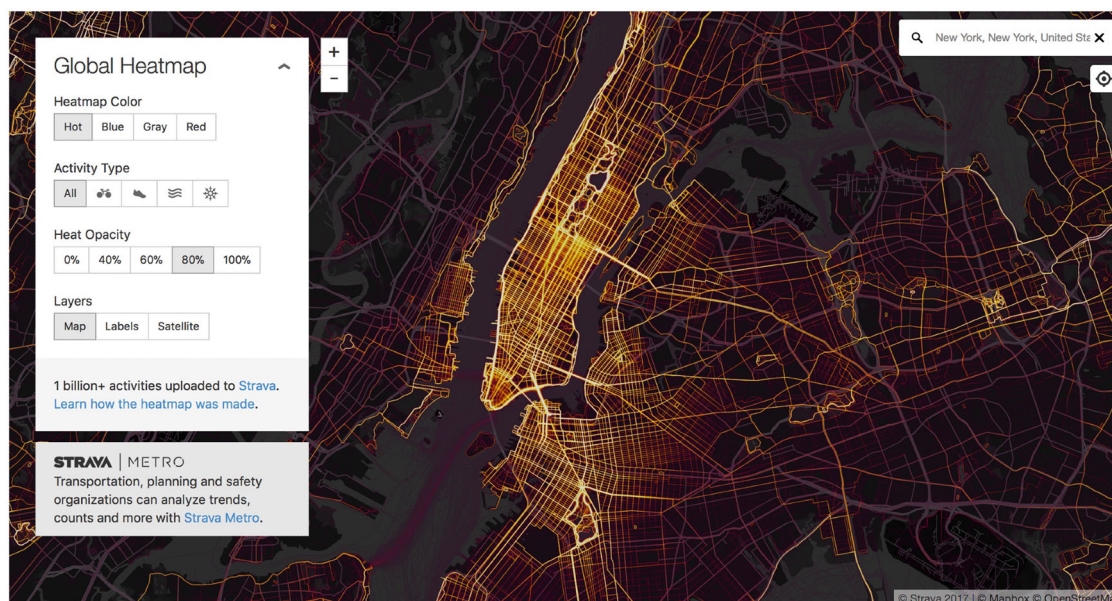 Global Heatmap
Heatmap Color
Hot Blue Gray Red
Activity Type
All
Heat Opacity
0% 40% 60% 80% 100%
Layers
Map Labels Satellite
1 billion+ activities uploaded to Strava.
Learn how the heatmap was made.
STRAVA | METRO
Transportation, planning and safety
organizations can analyze trends,
counts and more with Strava Metro.
+
−
New York, New York, United Sta
© Strava 2017 | © Mapbox © OpenStreetMa